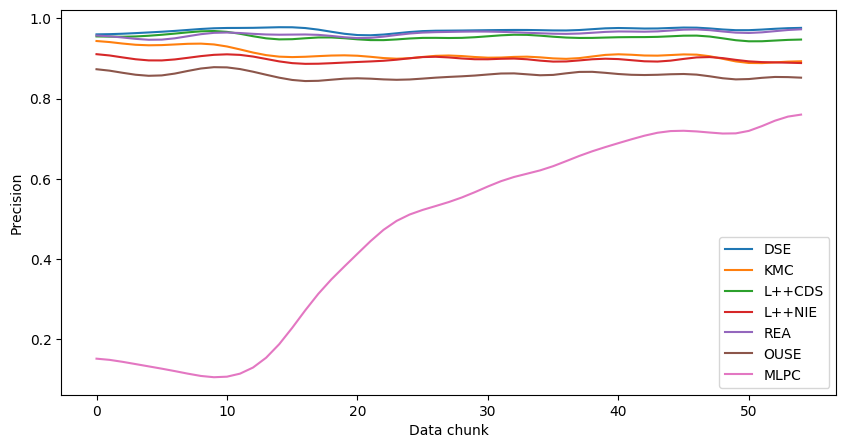 1.0
0.8
0.6
0.4
0.2
Precision
0
10
20
30
40
50
Data chunk
DSE
KMC
L++CDS
L++NIE
REA
OUSE
MLPC